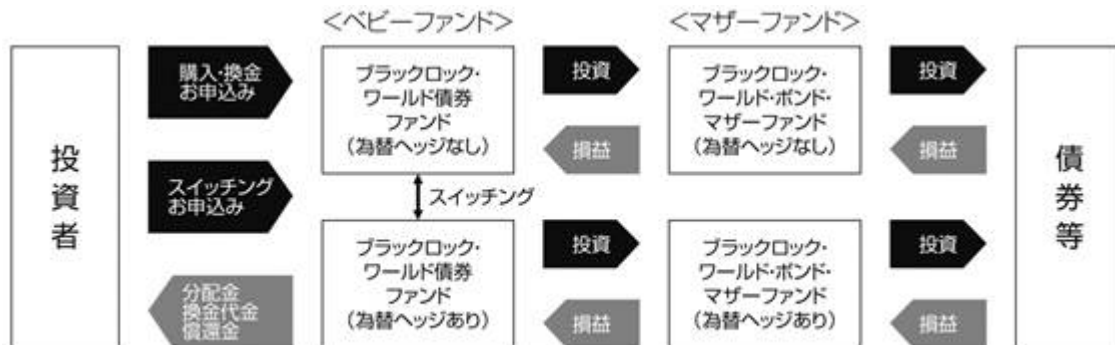 ＜ベビーファンド＞
＜マザーファンド＞
投資者
購入・換金
お申込み
スイッチング
お申込み
分配金
換金代金
償還金
ブラックロック・
ワールド債券
ファンド
（為替ヘッジなし）
スイッチング
ブラックロック・
ワールド債券
ファンド
（為替ヘッジあり）
投資
損益
投資
損益
ブラックロック・
ワールド・ボンド・
マザーファンド
（為替ヘッジなし）
ブラックロック・
ワールド・ボンド・
マザーファンド
（為替ヘッジあり）
投資
損益
投資
損益
債券等